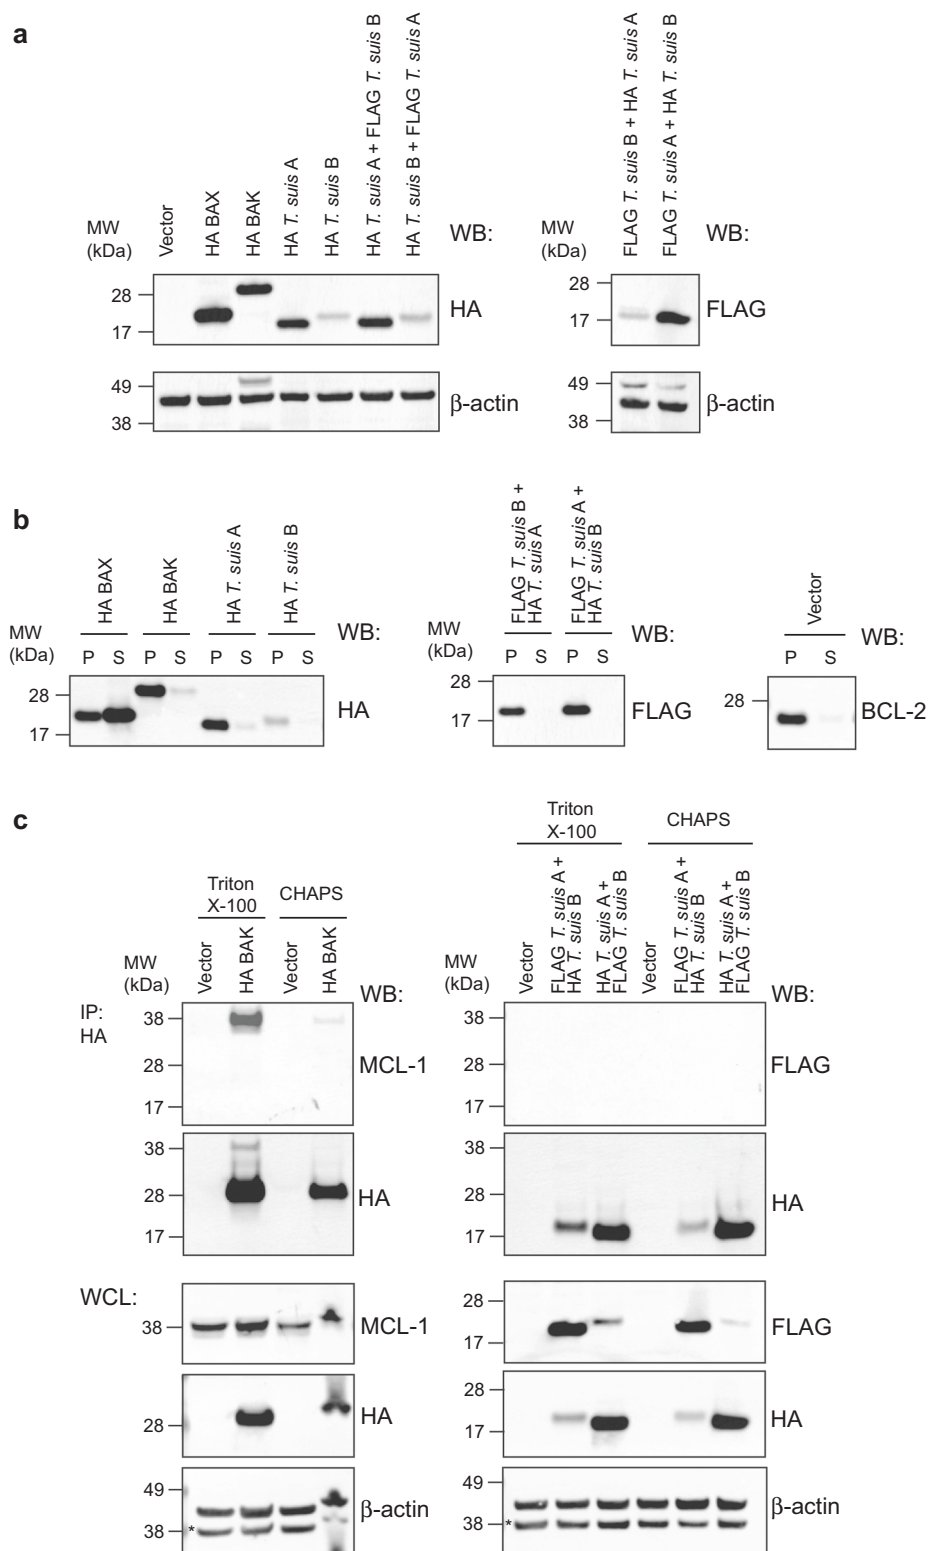 a
MW
(kDa)
Vector
HA BAX
HA BAK
HA T. suis A
HA T. suis B
HA T. suis A + FLAG T. suis B
HA T. suis B + FLAG T. suis A
WB:
28
17
HA
49
38
β-actin
MW
(kDa)
FLAG T. suis B + HA T. suis A
FLAG T. suis A + HA T. suis B
WB:
28
17
FLAG
49
38
β-actin
b
MW
(kDa)
HA BAX
HA BAK
HA T. suis A
HA T. suis B
WB:
P S P S P S P S
28
17
HA
MW
(kDa)
FLAG T. suis B +
HA T. suis A
FLAG T. suis A +
HA T. suis B
WB:
P S P S
28
17
FLAG
Vector
WB:
P S
28
BCL-2
c
Triton
X-100
CHAPS
MW
(kDa)
Vector
HA BAK
Vector
HA BAK
WB:
IP:
HA
38
28
17
MCL-1
38
28
17
HA
WCL:
38
MCL-1
28
HA
49
38
*
β-actin
Triton
X-100
CHAPS
MW
(kDa)
Vector
FLAG T. suis A +
HA T. suis B
HA T. suis A +
FLAG T. suis B
Vector
FLAG T. suis A +
HA T. suis B
HA T. suis A +
FLAG T. suis B
WB:
38
28
17
FLAG
38
28
17
HA
28
17
FLAG
28
17
HA
49
38
*
β-actin